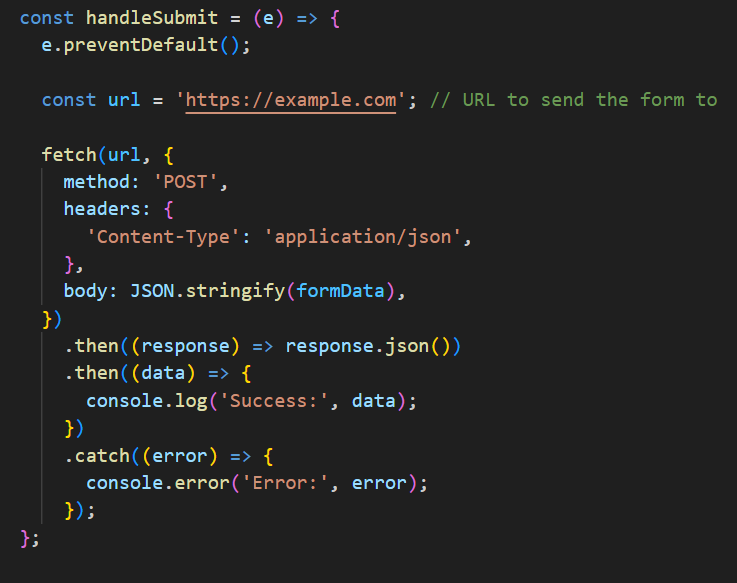 const handleSubmit = (e) => {
  e.preventDefault();

  const url = 'https://example.com'; // URL to send the form to

  fetch(url, {
    method: 'POST',
    headers: {
      'Content-Type': 'application/json',
    },
    body: JSON.stringify(formData),
  })
    .then((response) => response.json())
    .then((data) => {
      console.log('Success:', data);
    })
    .catch((error) => {
      console.error('Error:', error);
    });
};